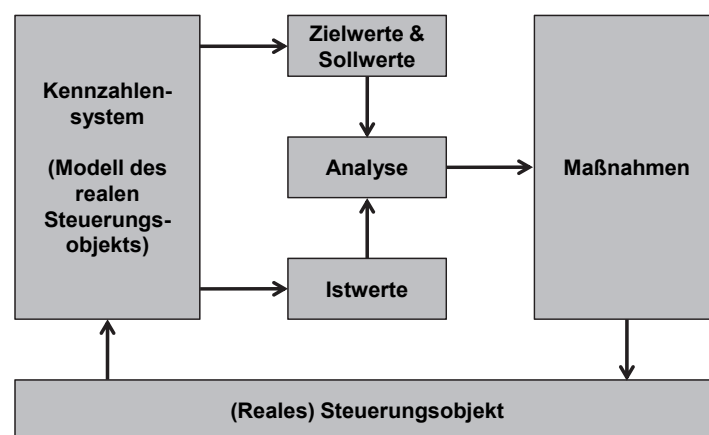 Kennzahlen-
system
(Modell des
realen
Steuerungs-
objekts)
Zielwerte &
Sollwerte
Analyse
Istwerte
Maßnahmen
(Reales) Steuerungsobjekt